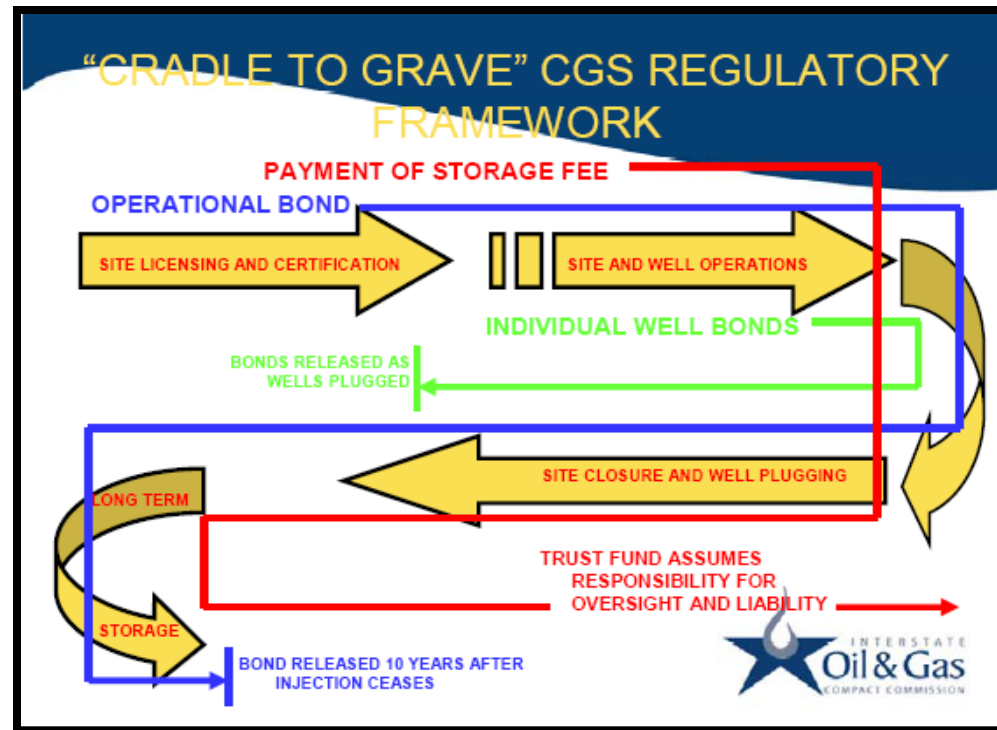 “CRADLE TO GRAVE” CGS REGULATORY
FRAMEWORK
PAYMENT OF STORAGE FEE
OPERATIONAL BOND
SITE LICENSING AND CERTIFICATION
SITE AND WELL OPERATIONS
INDIVIDUAL WELL BONDS
BONDS RELEASED AS
WELLS PLUGGED
SITE CLOSURE AND WELL PLUGGING
LONG TERM
TRUST FUND ASSUMES
RESPONSIBILITY FOR
OVERSIGHT AND LIABILITY
STORAGE
BOND RELEASED 10 YEARS AFTER
INJECTION CEASES
INTERSTATE
Oil & Gas
COMPACT COMMISSION